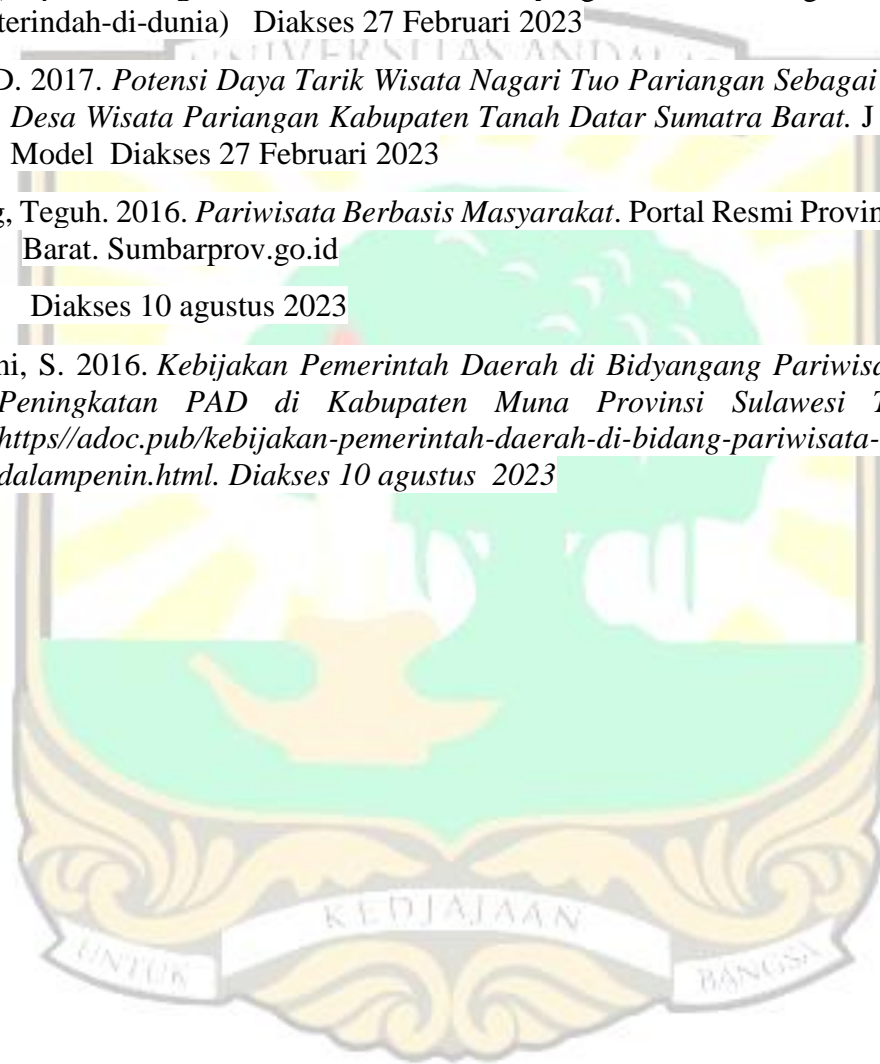 terindah-di-dunia) Diakses 27 Februari 2023
UNIVERSITAS ANDALAS
D. 2017. Potensi Daya Tarik Wisata Nagari Tuo Pariangan Sebagai
Desa Wisata Pariangan Kabupaten Tanah Datar Sumatra Barat. J
Model Diakses 27 Februari 2023
g, Teguh. 2016. Pariwisata Berbasis Masyarakat. Portal Resmi Provin
Barat. Sumbarprov.go.id
Diakses 10 agustus 2023
ni, S. 2016. Kebijakan Pemerintah Daerah di Bidyangang Pariwisa
Peningkatan PAD di Kabupaten Muna Provinsi Sulawesi T
https//adoc.pub/kebijakan-pemerintah-daerah-di-bidang-pariwisata-
dalampenin.html. Diakses 10 agustus 2023
UNTUK KEDJAJAAN BANGSA